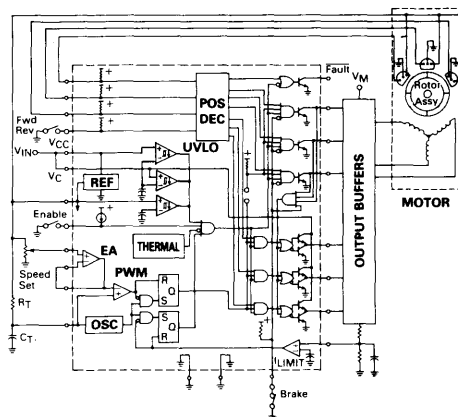 Fault
VM
Rotor
Assy
POS
DEC
Fwd
Rev
VCC
UVLO
VIN
VC
REF
OUTPUT BUFFERS
MOTOR
Enable
THERMAL
EA
PWM
Speed
Set
R
Q
S
RT
OSC
S
Q
R
CT
ILIMIT
Brake